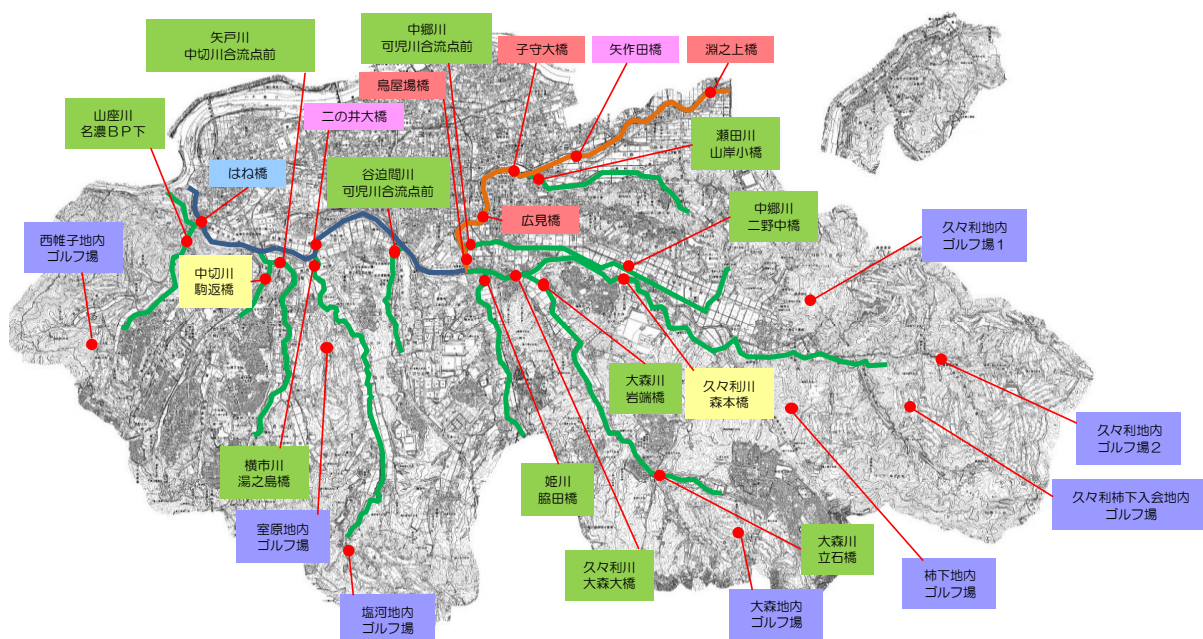 矢戸川
中切川合流点前
中郷川
可児川合流点前
子守大橋
矢作田橋
淵之上橋
鳥屋場橋
山座川
名濃ＢＰ下
二の井大橋
瀬田川
山岸小橋
はね橋
谷迫間川
可児川合流点前
広見橋
中郷川
二野中橋
久々利地内
ゴルフ場１
西帷子地内
ゴルフ場
中切川
駒返橋
大森川
岩端橋
久々利川
森本橋
久々利地内
ゴルフ場２
横市川
湯之島橋
姫川
脇田橋
久々利柿下入会地内
ゴルフ場
室原地内
ゴルフ場
久々利川
大森大橋
大森川
立石橋
柿下地内
ゴルフ場
塩河地内
ゴルフ場
大森地内
ゴルフ場